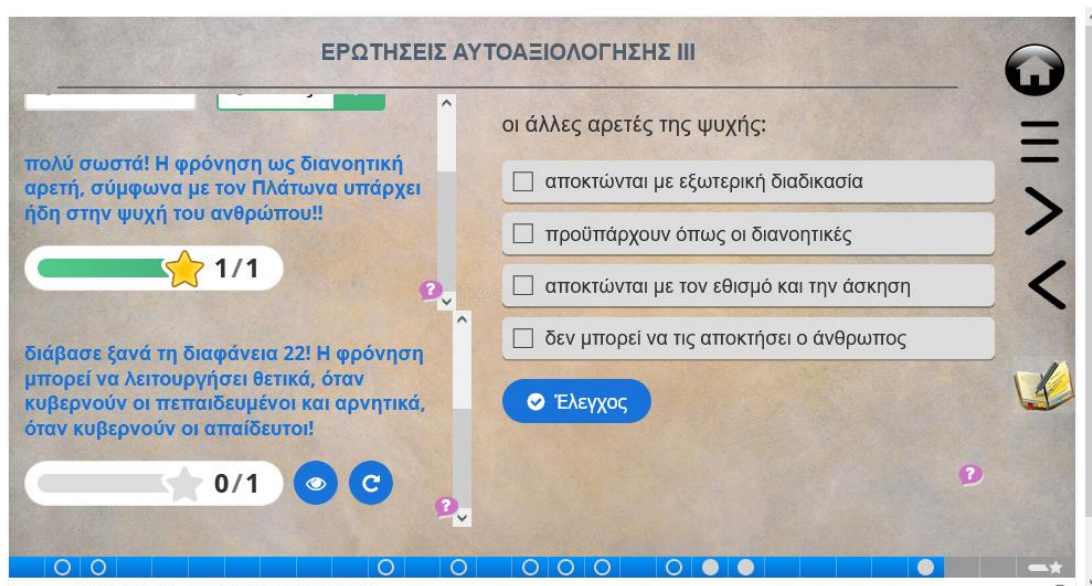 ΕΡΩΤΗΣΕΙΣ ΑΥΤΟΑΞΙΟΛΟΓΗΣΗΣ ΙΙΙ
πολύ σωστά! Η φρόνηση ως διανοητική
αρετή, σύμφωνα με τον Πλάτωνα υπάρχει
ήδη στην ψυχή του ανθρώπου!!
1/1
διάβασε ξανά τη διαφάνεια 22! Η φρόνηση
μπορεί να λειτουργήσει θετικά, όταν
κυβερνούν οι πεπαιδευμένοι και αρνητικά,
όταν κυβερνούν οι απαίδευτοι!
0/1
οι άλλες αρετές της ψυχής:
αποκτώνται με εξωτερική διαδικασία
προϋπάρχουν όπως οι διανοητικές
αποκτώνται με τον εθισμό και την άσκηση
δεν μπορεί να τις αποκτήσει ο άνθρωπος
Έλεγχος